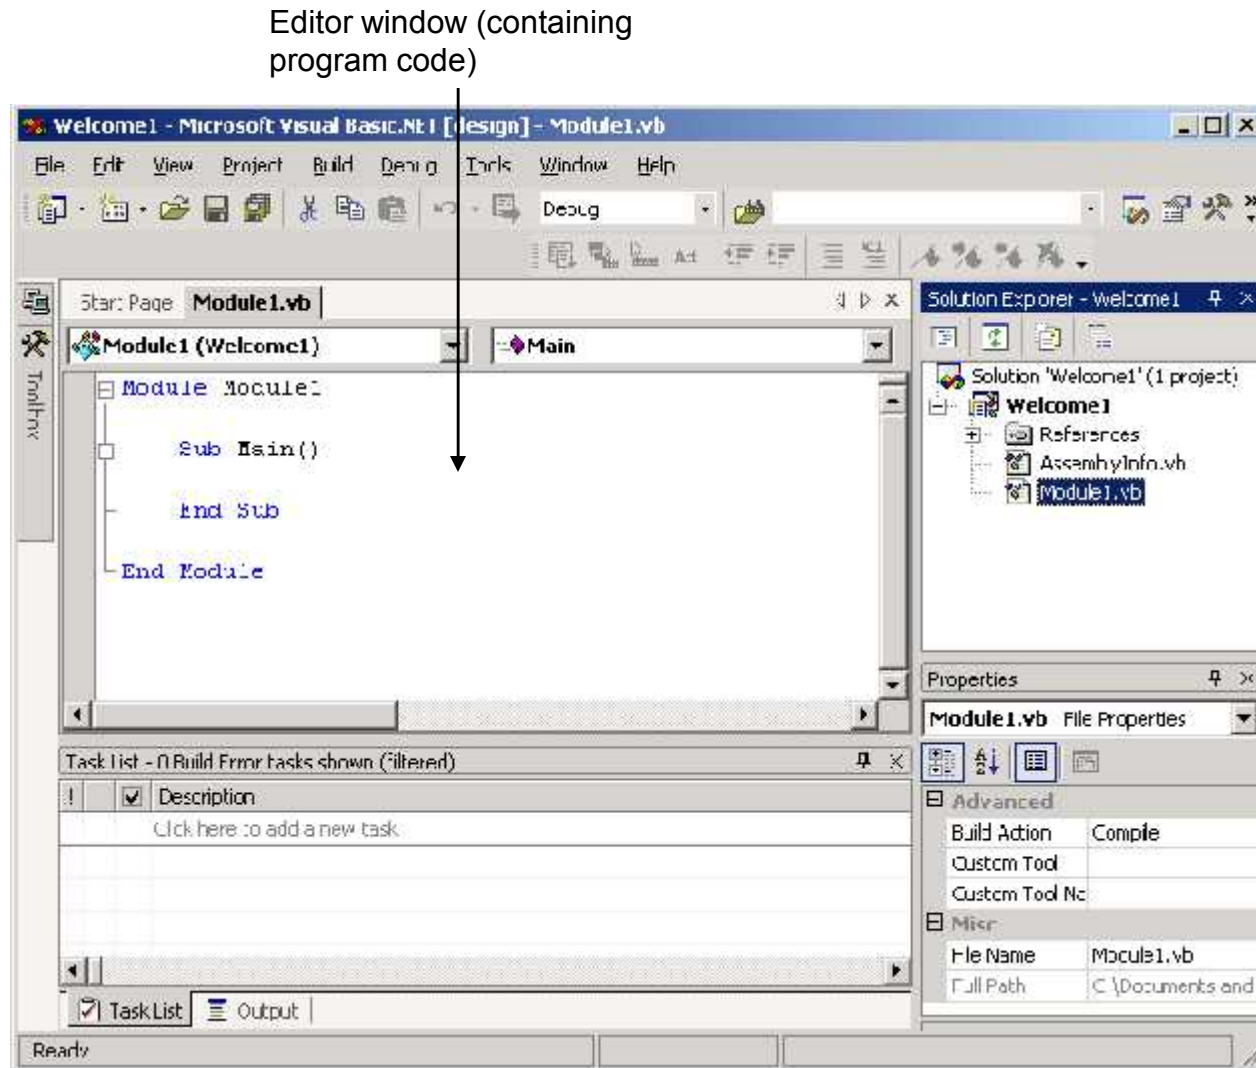 Editor window (containing
program code)
Welcome1 - Microsoft Visual Basic.NET [design] - Module1.vb
File Edit View Project Build Debug Tools Window Help
Debug
Start Page Module1.vb
Solution Explorer - Welcome1
Module1 (Welcome1)
Main
Toolbox
Module Module1
Sub Main()
End Sub
End Module
Solution 'Welcome1' (1 project)
Welcome1
References
AssemblyInfo.vb
Module1.vb
Properties
Module1.vb File Properties
Task List - 0 Build Error tasks shown (filtered)
! Description
Click here to add a new task
Advanced
Build Action Compile
Custom Tool
Custom Tool Na
Misc
File Name Module1.vb
Full Path C:\Documents and
Task List Output
Ready